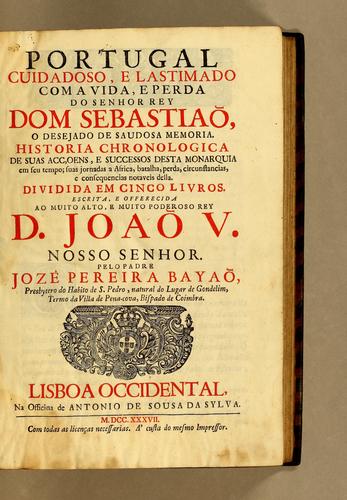 PORTUGAL
CUIDADOSO, E LASTIMADO
COM A VIDA, E PERDA
DO SENHOR REY
DOM SEBASTIAÕ,
O DESEJADO DE SAUDOSA MEMORIA.
HISTORIA CHRONOLOGICA
DE SUAS ACC,OENS, E SUCCESSOS DESTA MONARQUIA
em seu tempo; suas jornadas a Africa, batalha, perda, circunstancias,
e consequencias notaveis della.
DIVIDIDA EM CINCO LIVROS.
ESCRITA, E OFFERECIDA
AO MUITO ALTO, E MUITO PODEROSO REY
D. JOAÕ V.
NOSSO SENHOR.
PELO PADRE
JOZÉ PEREIRA BAYAÕ,
Presbytero do Habito de S. Pedro, natural do Lugar de Gondelim,
Termo da Villa de Pena-cova, Bispado de Coimbra.
LISBOA OCCIDENTAL,
Na Officina de ANTONIO DE SOUSA DA SYLVA.
M.DCC.XXXVII.
Com todas as licenças necessarias. A' custa do mesmo Impressor.